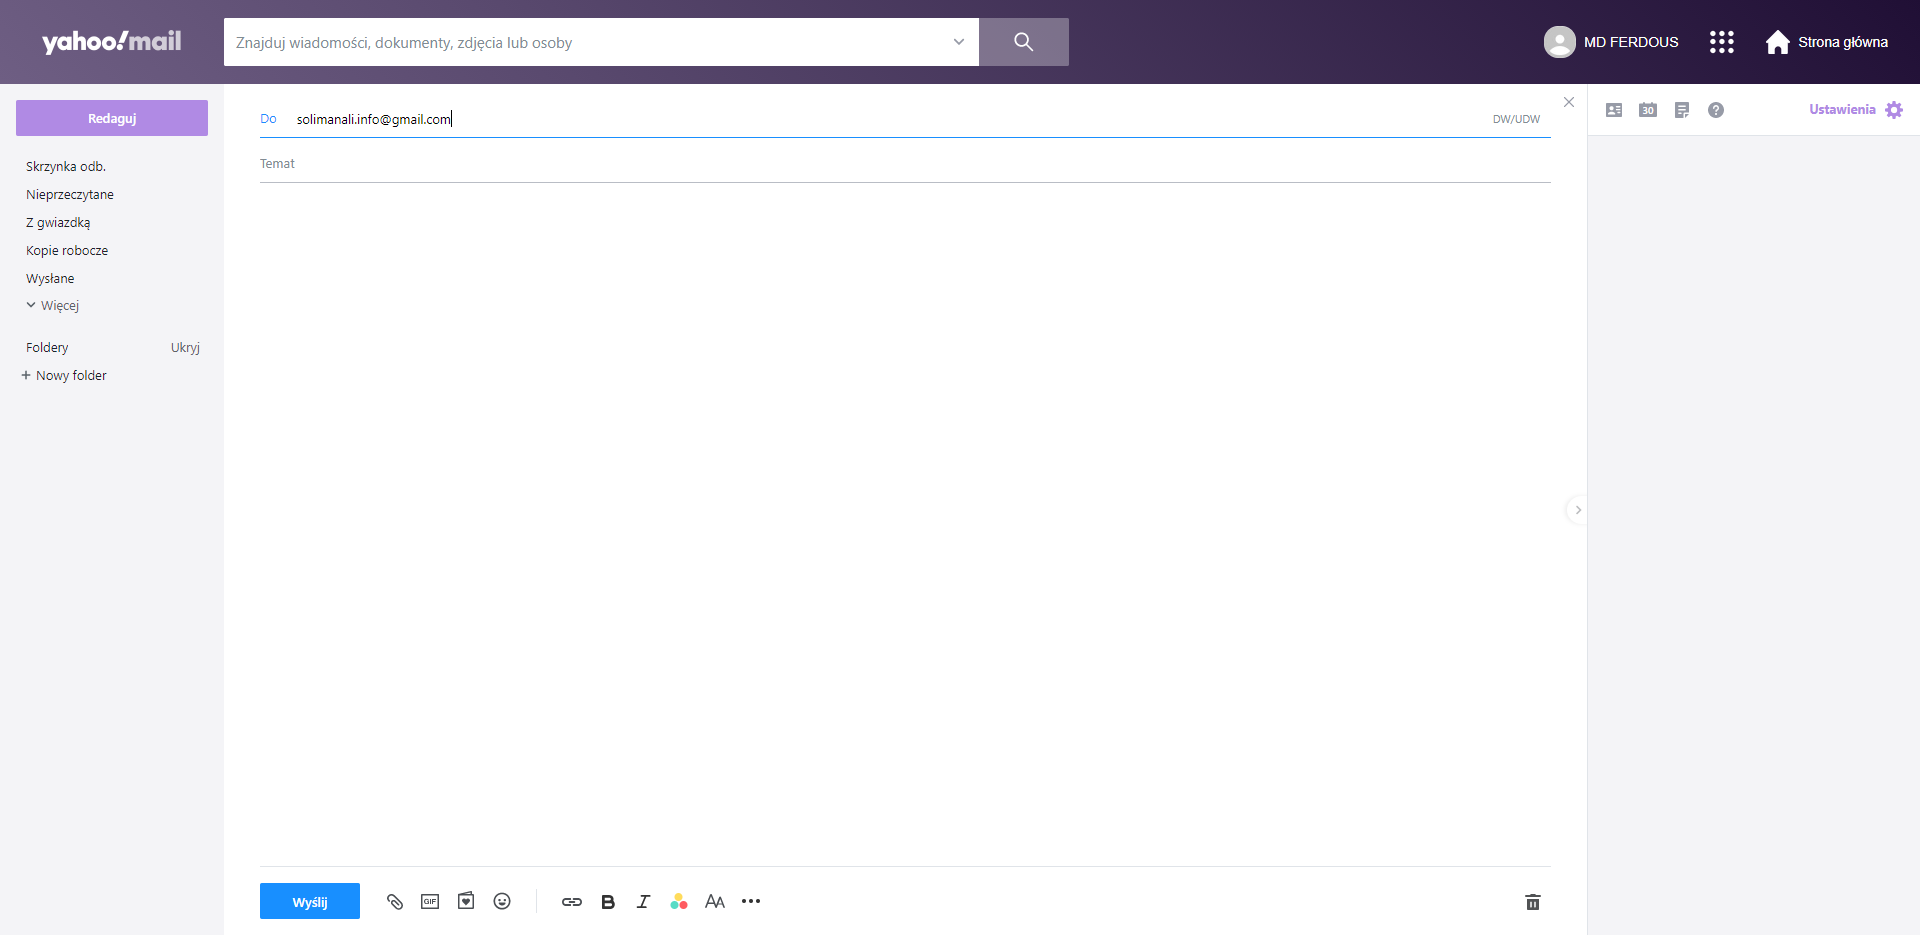 yahoo!mail
Znajduj wiadomości, dokumenty, zdjęcia lub osoby
MD FERDOUS
Strona główna
Redaguj
Skrzynka odb.
Nieprzeczytane
Z gwiazdką
Kopie robocze
Wysłane
Więcej
Foldery Ukryj
+ Nowy folder
Do solimanali.info@gmail.com DW/UDW
Temat
30
Ustawienia
Wyślij
GIF
B I AA